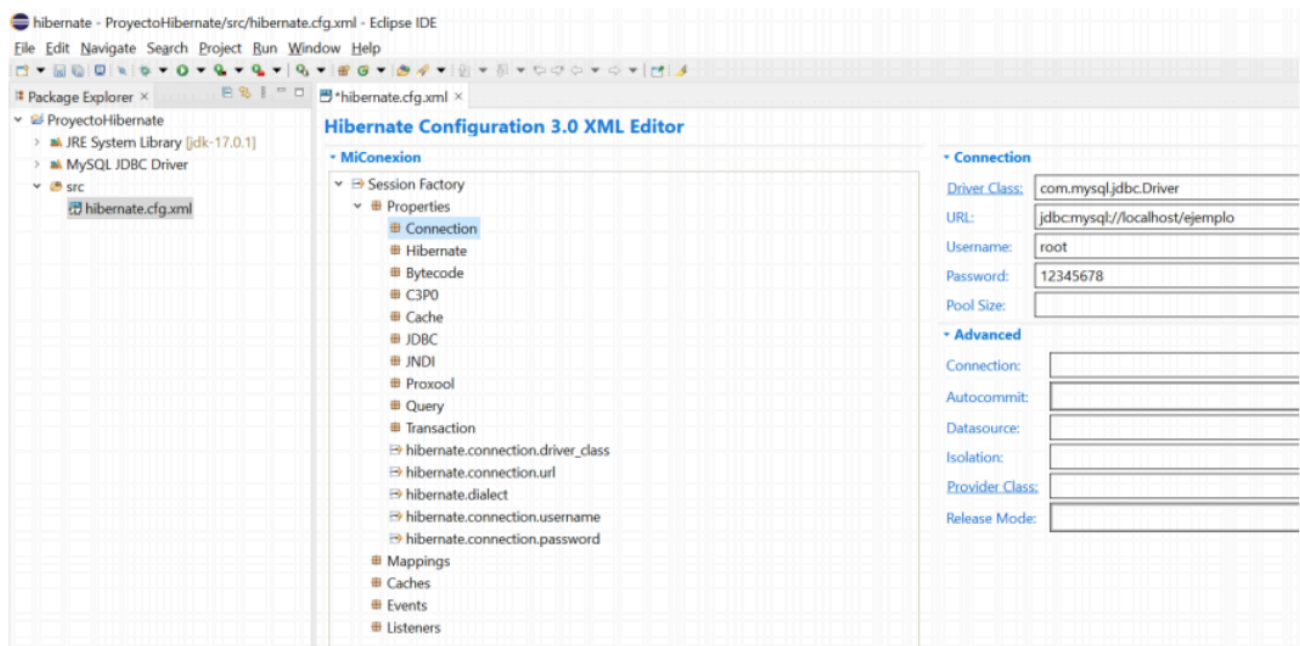 hibernate - ProyectoHibernate/src/hibernate.cfg.xml - Eclipse IDE
File Edit Navigate Search Project Run Window Help
Package Explorer
ProyectoHibernate
JRE System Library [jdk-17.0.1]
MySQL JDBC Driver
src
hibernate.cfg.xml
*hibernate.cfg.xml
Hibernate Configuration 3.0 XML Editor
MiConexion
Session Factory
Properties
Connection
Hibernate
Bytecode
C3P0
Cache
JDBC
JNDI
Proxool
Query
Transaction
hibernate.connection.driver_class
hibernate.connection.url
hibernate.dialect
hibernate.connection.username
hibernate.connection.password
Mappings
Caches
Events
Listeners
Connection
Driver Class: com.mysql.jdbc.Driver
URL: jdbc:mysql://localhost/ejemplo
Username: root
Password: 12345678
Pool Size:
Advanced
Connection:
Autocommit:
Datasource:
Isolation:
Provider Class:
Release Mode: